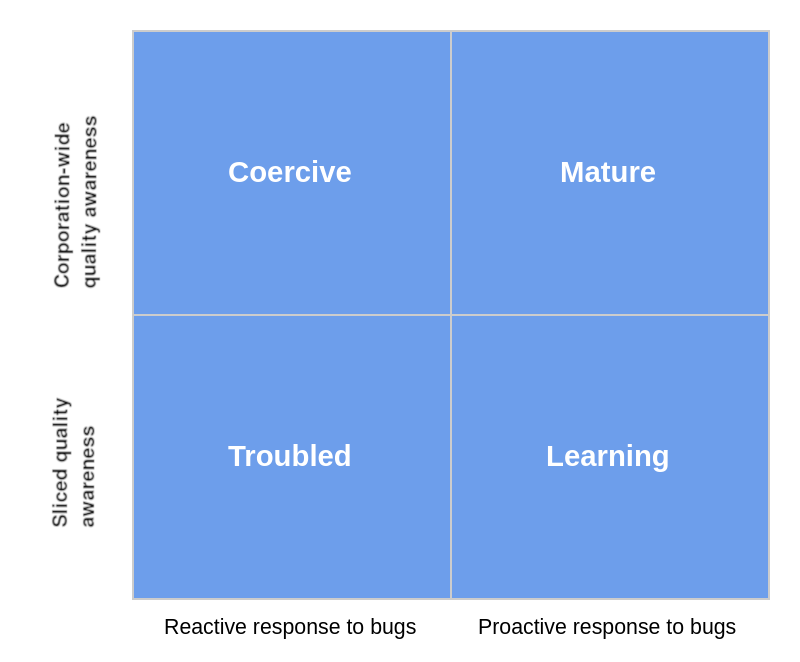 Corporation-wide
quality awareness
Coercive
Mature
Sliced quality
awareness
Troubled
Learning
Reactive response to bugs
Proactive response to bugs